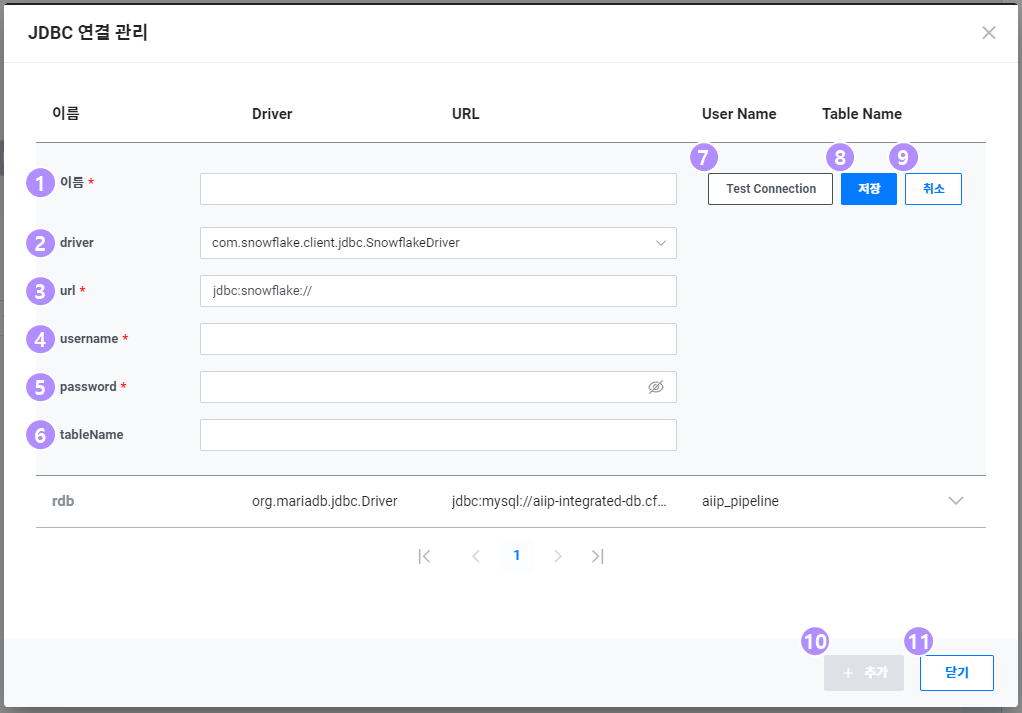 JDBC 연결 관리
이름 Driver URL User Name Table Name
7 8 9
1 이름 * Test Connection 저장 취소
2 driver com.snowflake.client.jdbc.SnowflakeDriver
3 url * jdbc:snowflake://
4 username *
5 password *
6 tableName
rdb org.mariadb.jdbc.Driver jdbc:mysql://aiip-integrated-db.cf... aiip_pipeline
1
10 11
+ 추가 닫기